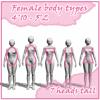 Female body types
4'10"- 5'2"
7 heads tall